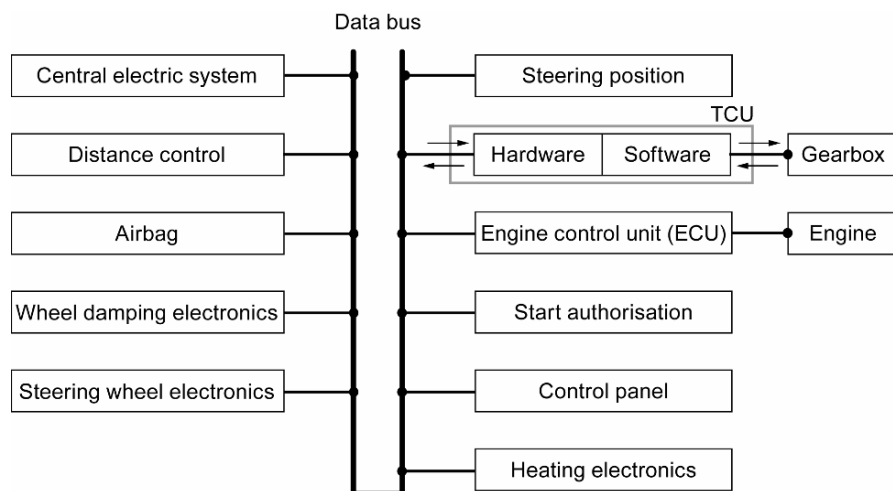 Data bus
Central electric system
Steering position
TCU
Distance control
Hardware
Software
Gearbox
Airbag
Engine control unit (ECU)
Engine
Wheel damping electronics
Start authorisation
Steering wheel electronics
Control panel
Heating electronics